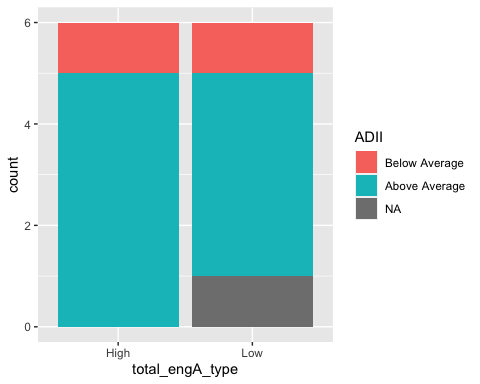 6
4
2
0
count
High
Low
total_engA_type
ADII
Below Average
Above Average
NA